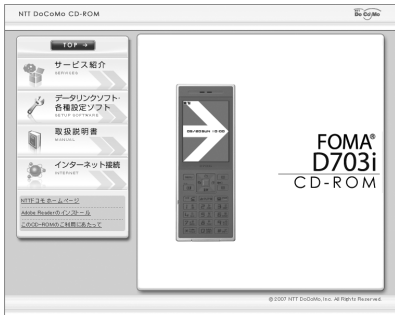 NTT DoCoMo CD-ROM
DoCoMo
TOP →
サービス紹介
SERVICES
データリンクソフト・
各種設定ソフト
SETUP SOFTWARE
取扱説明書
MANUAL
インターネット接続
INTERNET
NTTドコモホームページ
Adobe Readerのインストール
このCD-ROMのご利用にあたって
FOMA®
D703i
CD-ROM
© 2007 NTT DoCoMo, Inc. All Rights Reserved.